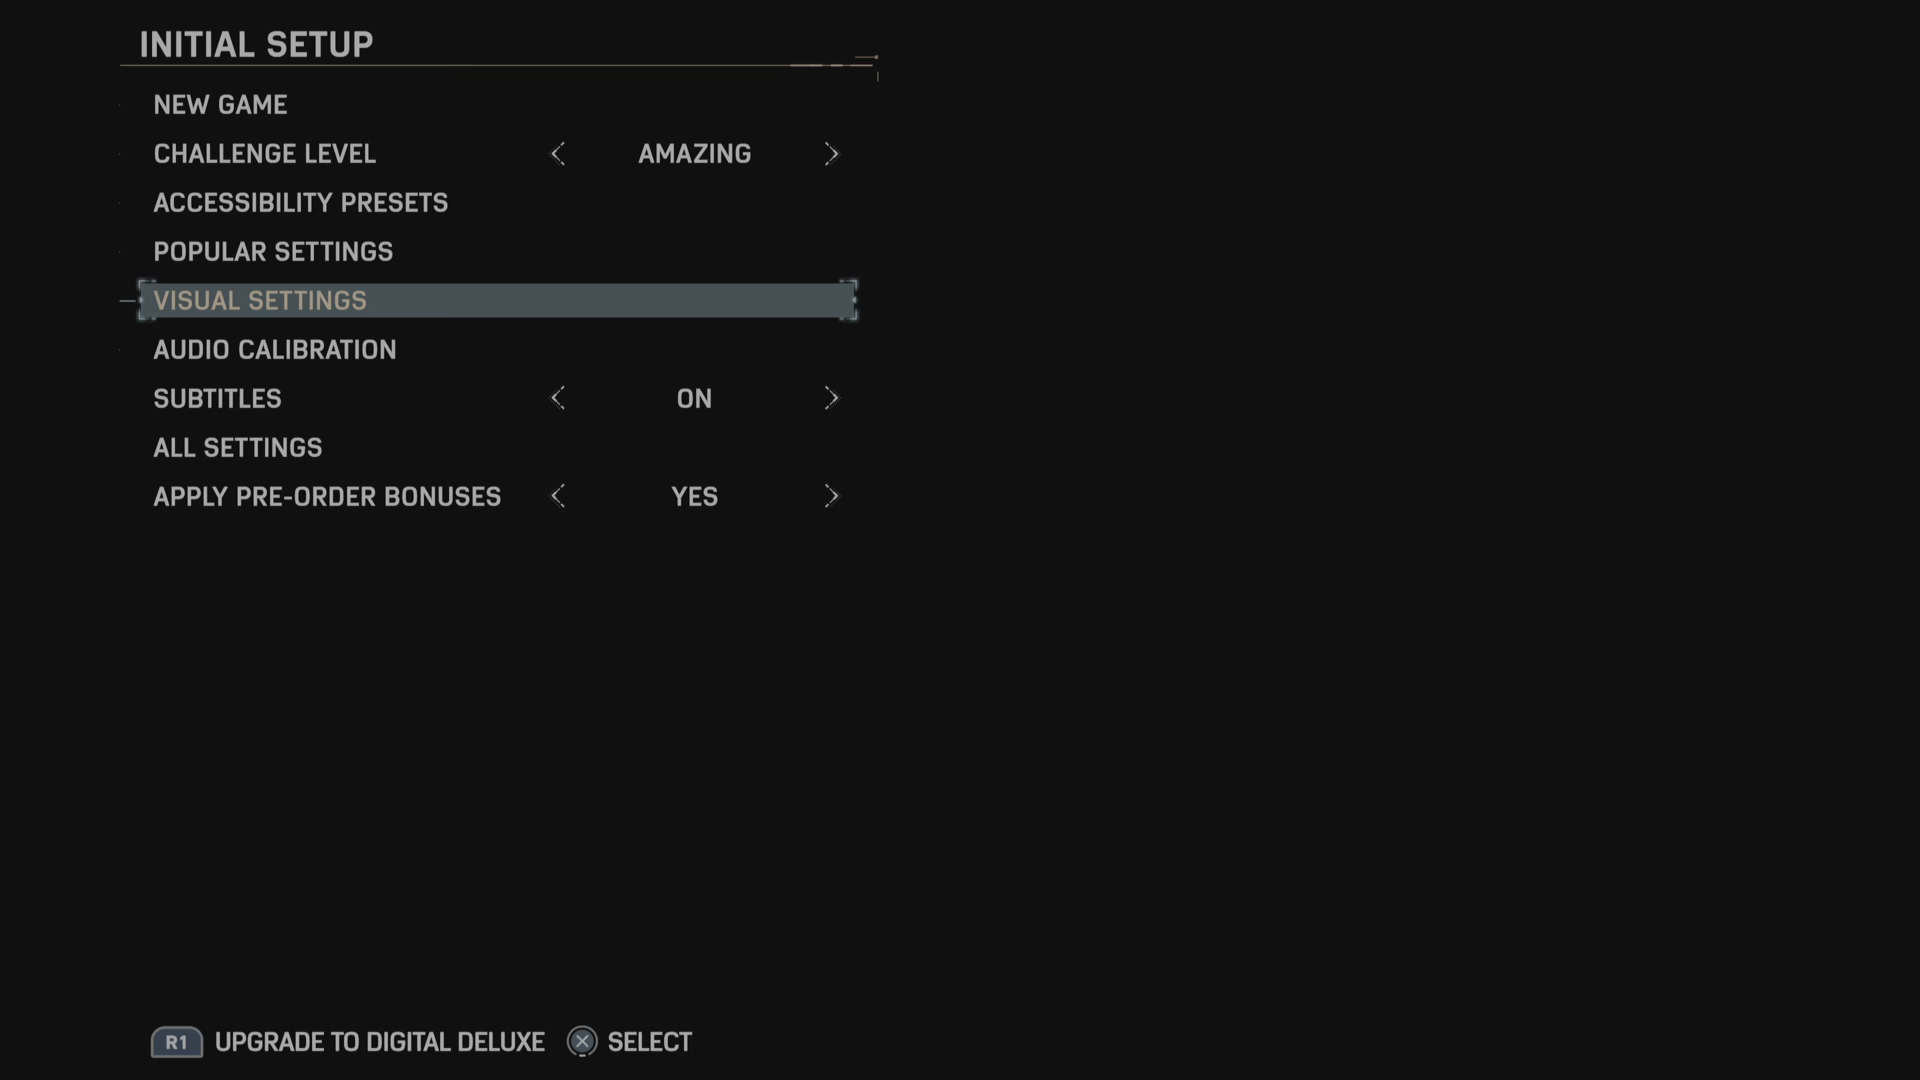 INITIAL SETUP
NEW GAME
CHALLENGE LEVEL AMAZING
ACCESSIBILITY PRESETS
POPULAR SETTINGS
VISUAL SETTINGS
AUDIO CALIBRATION
SUBTITLES ON
ALL SETTINGS
APPLY PRE-ORDER BONUSES YES
R1 UPGRADE TO DIGITAL DELUXE SELECT